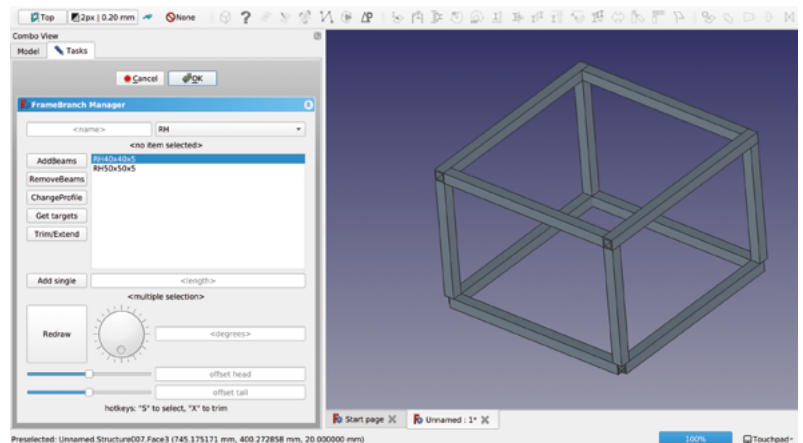 Top 2px | 0.20 mm None
Combo View
Model Tasks
Cancel OK
FrameBranch Manager
<name> RH
<no item selected>
AddBeams
RemoveBeams
ChangeProfile
Get targets
Trim/Extend
RH40x40x5
RH50x50x5
Add single <length>
<multiple selection>
Redraw <degrees>
offset head
offset tail
hotkeys: "S" to select, "X" to trim
Start page Unnamed : 1*
Preselected: Unnamed.Structure007.Face3 (745.175171 mm, 400.272858 mm, 20.000000 mm) 100% Touchpad